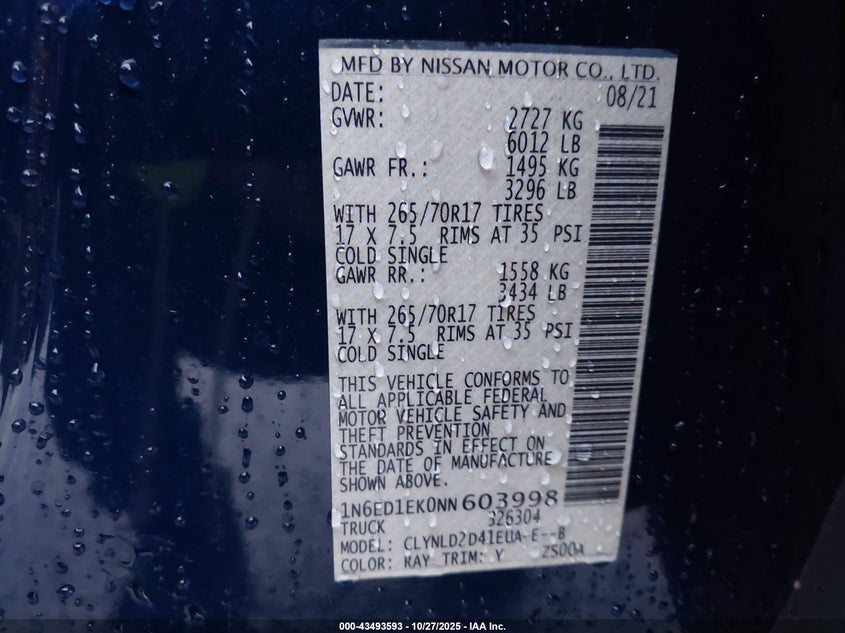 MFD BY NISSAN MOTOR CO., LTD.
DATE: 08/21
GVWR: 2727 KG
6012 LB
GAWR FR.: 1495 KG
3296 LB
WITH 265/70R17 TIRES
17 X 7.5 RIMS AT 35 PSI
COLD SINGLE
GAWR RR.: 1558 KG
3434 LB
WITH 265/70R17 TIRES
17 X 7.5 RIMS AT 35 PSI
COLD SINGLE
THIS VEHICLE CONFORMS TO
ALL APPLICABLE FEDERAL
MOTOR VEHICLE SAFETY AND
THEFT PREVENTION
STANDARDS IN EFFECT ON
THE DATE OF MANUFACTURE
SHOWN ABOVE.
1N6ED1EK0NN603998
TRUCK 326304
MODEL: CLYNLD2D41EUA-E--B
COLOR: RAY TRIM: Y ZS00A
000-43493593 - 10/27/2025 - IAA Inc.